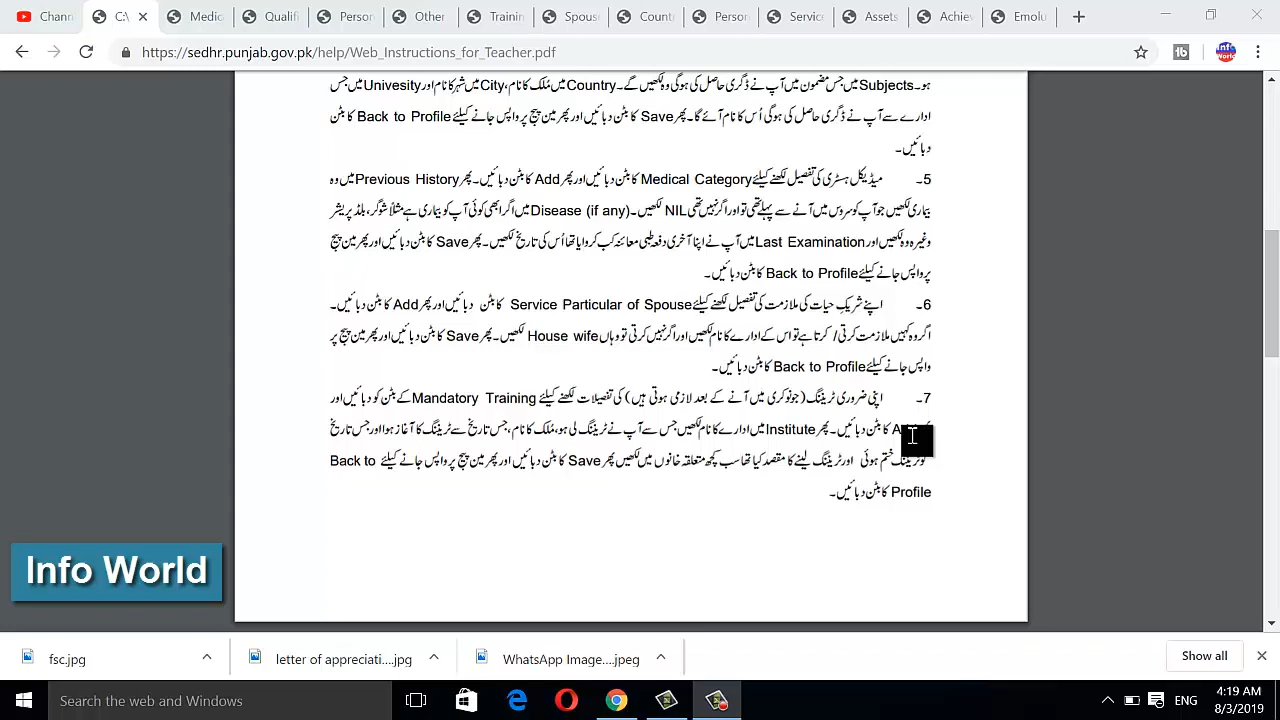 Chann
C\
Medic
Qualifi
Person
Other
Trainin
Spous
Countr
Person
Service
Assets
Achiev
Emolu
https://sedhr.punjab.gov.pk/help/Web_Instructions_for_Teacher.pdf
ہو۔Subjects میں جس مضمون میں آپ نے ڈگری حاصل کی ہوگی وہ لکھیں گے۔Country میں مُلک کا نام،City میں شہر کا نام اور Univesity میں جس
ادارے سے آپ نے ڈگری حاصل کی ہوگی اُس کا نام آئے گا۔پھر Save کا بٹن دبائیں اور پھر مین پیج پر واپس جانے کیلئے Back to Profile کا بٹن
دبائیں۔
5۔ میڈیکل ہسٹری کی تفصیل لکھنے کیلئے Medical Category کا بٹن دبائیں اور پھر Add کا بٹن دبائیں۔ پھر Previous History میں وہ
بیماری لکھیں جو آپ کو سروس میں آنے سے پہلے تھی تو اور اگر نہیں تھی NIL لکھیں۔Disease (if any) میں اگر ابھی کوئی آپ کو بیماری ہے مثلاً شوگر، بلڈ پریشر
وغیرہ وہ لکھیں اور Last Examination میں آپ نے اپنا آخری دفعہ طبی معائنہ کب کروایا تھا اُس کی تاریخ لکھیں۔ پھر Save کا بٹن دبائیں اور پھر مین پیج
پر واپس جانے کیلئے Back to Profile کا بٹن دبائیں۔
6۔ اپنے شریکِ حیات کی ملازمت کی تفصیل لکھنے کیلئے Service Particular of Spouse کا بٹن دبائیں اور پھر Add کا بٹن دبائیں۔
اگر وہ کہیں ملازمت کرتی/ کرتا ہے تو اس کے ادارے کا نام لکھیں اور اگر نہیں کرتی تو وہاں House wife لکھیں۔ پھر Save کا بٹن دبائیں اور پھر مین پیج پر
واپس جانے کیلئے Back to Profile کا بٹن دبائیں۔
7۔ اپنی ضروری ٹریننگ (جو نوکری میں آنے کے بعد لازمی ہوتی ہیں) کی تفصیلات لکھنے کیلئے Mandatory Training کے بٹن کو دبائیں اور
کا بٹن دبائیں۔ پھر Institute میں ادارے کا نام لکھیں جس سے آپ نے ٹریننگ لی ہو، مُلک کا نام، جس تاریخ سے ٹریننگ کا آغاز ہوا اور جس تاریخ
کو ٹریننگ ختم ہوئی اور ٹریننگ لینے کا مقصد کیا تھا سب کچھ متعلقہ خانوں میں لکھیں پھر Save کا بٹن دبائیں اور پھر مین پیج پر واپس جانے کیلئے Back to
Profile کا بٹن دبائیں۔
Info World
fsc.jpg
letter of appreciati....jpg
WhatsApp Image....jpeg
Show all
Search the web and Windows
ENG
4:19 AM
8/3/2019